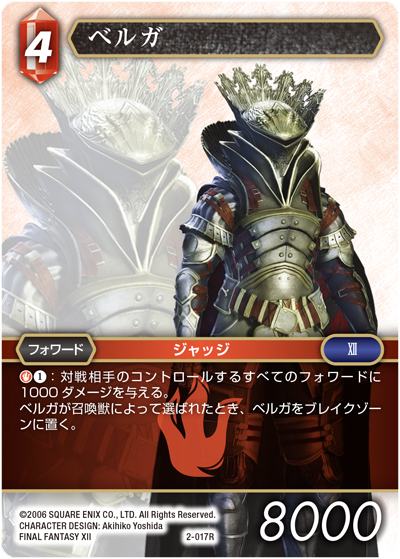 4
ベルガ
フォワード
ジャッジ
XII
❶：対戦相手のコントロールするすべてのフォワードに
1000ダメージを与える。
ベルガが召喚獣によって選ばれたとき、ベルガをブレイクゾー
ンに置く。
©2006 SQUARE ENIX CO., LTD. All Rights Reserved.
CHARACTER DESIGN: Akihiko Yoshida
FINAL FANTASY XII
2-017R
8000